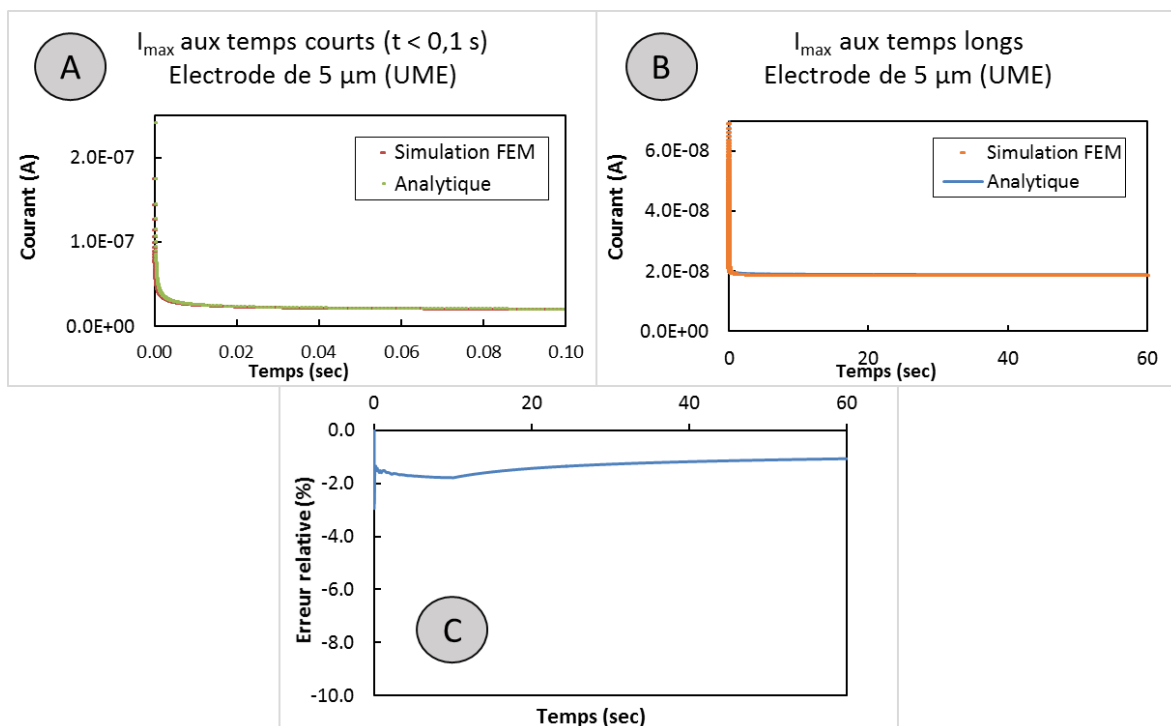 A
I_max aux temps courts (t < 0,1 s)
Electrode de 5 µm (UME)
Courant (A)
2.0E-07
1.0E-07
0.0E+00
Simulation FEM
Analytique
0.00 0.02 0.04 0.06 0.08 0.10
Temps (sec)
B
I_max aux temps longs
Electrode de 5 µm (UME)
Courant (A)
6.0E-08
4.0E-08
2.0E-08
0.0E+00
Simulation FEM
Analytique
0 20 40 60
Temps (sec)
0 20 40 60
Erreur relative (%)
0.0
-2.0
-4.0
-6.0
-8.0
-10.0
C
Temps (sec)